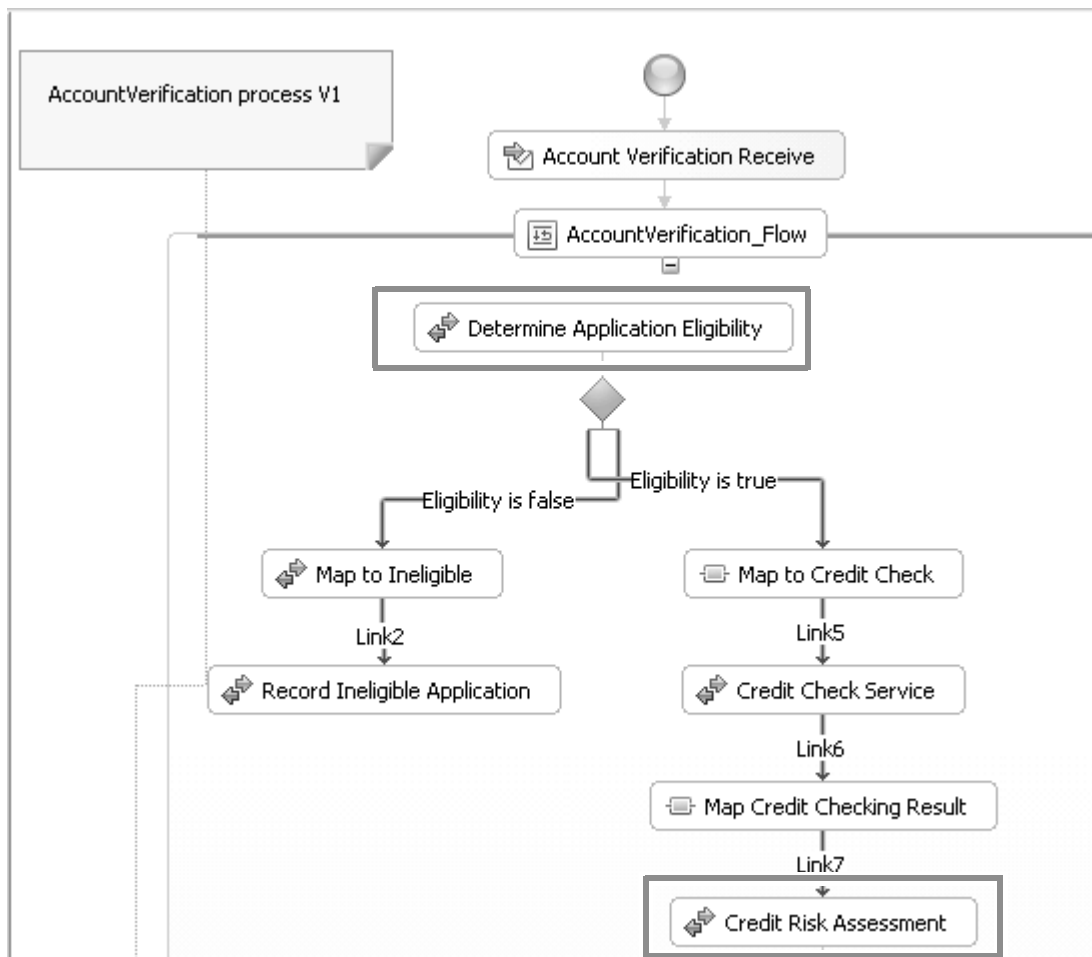 AccountVerification process V1
Account Verification Receive
AccountVerification_Flow
Determine Application Eligibility
Eligibility is true
Eligibility is false
Map to Ineligible
Map to Credit Check
Link2
Link5
Record Ineligible Application
Credit Check Service
Link6
Map Credit Checking Result
Link7
Credit Risk Assessment